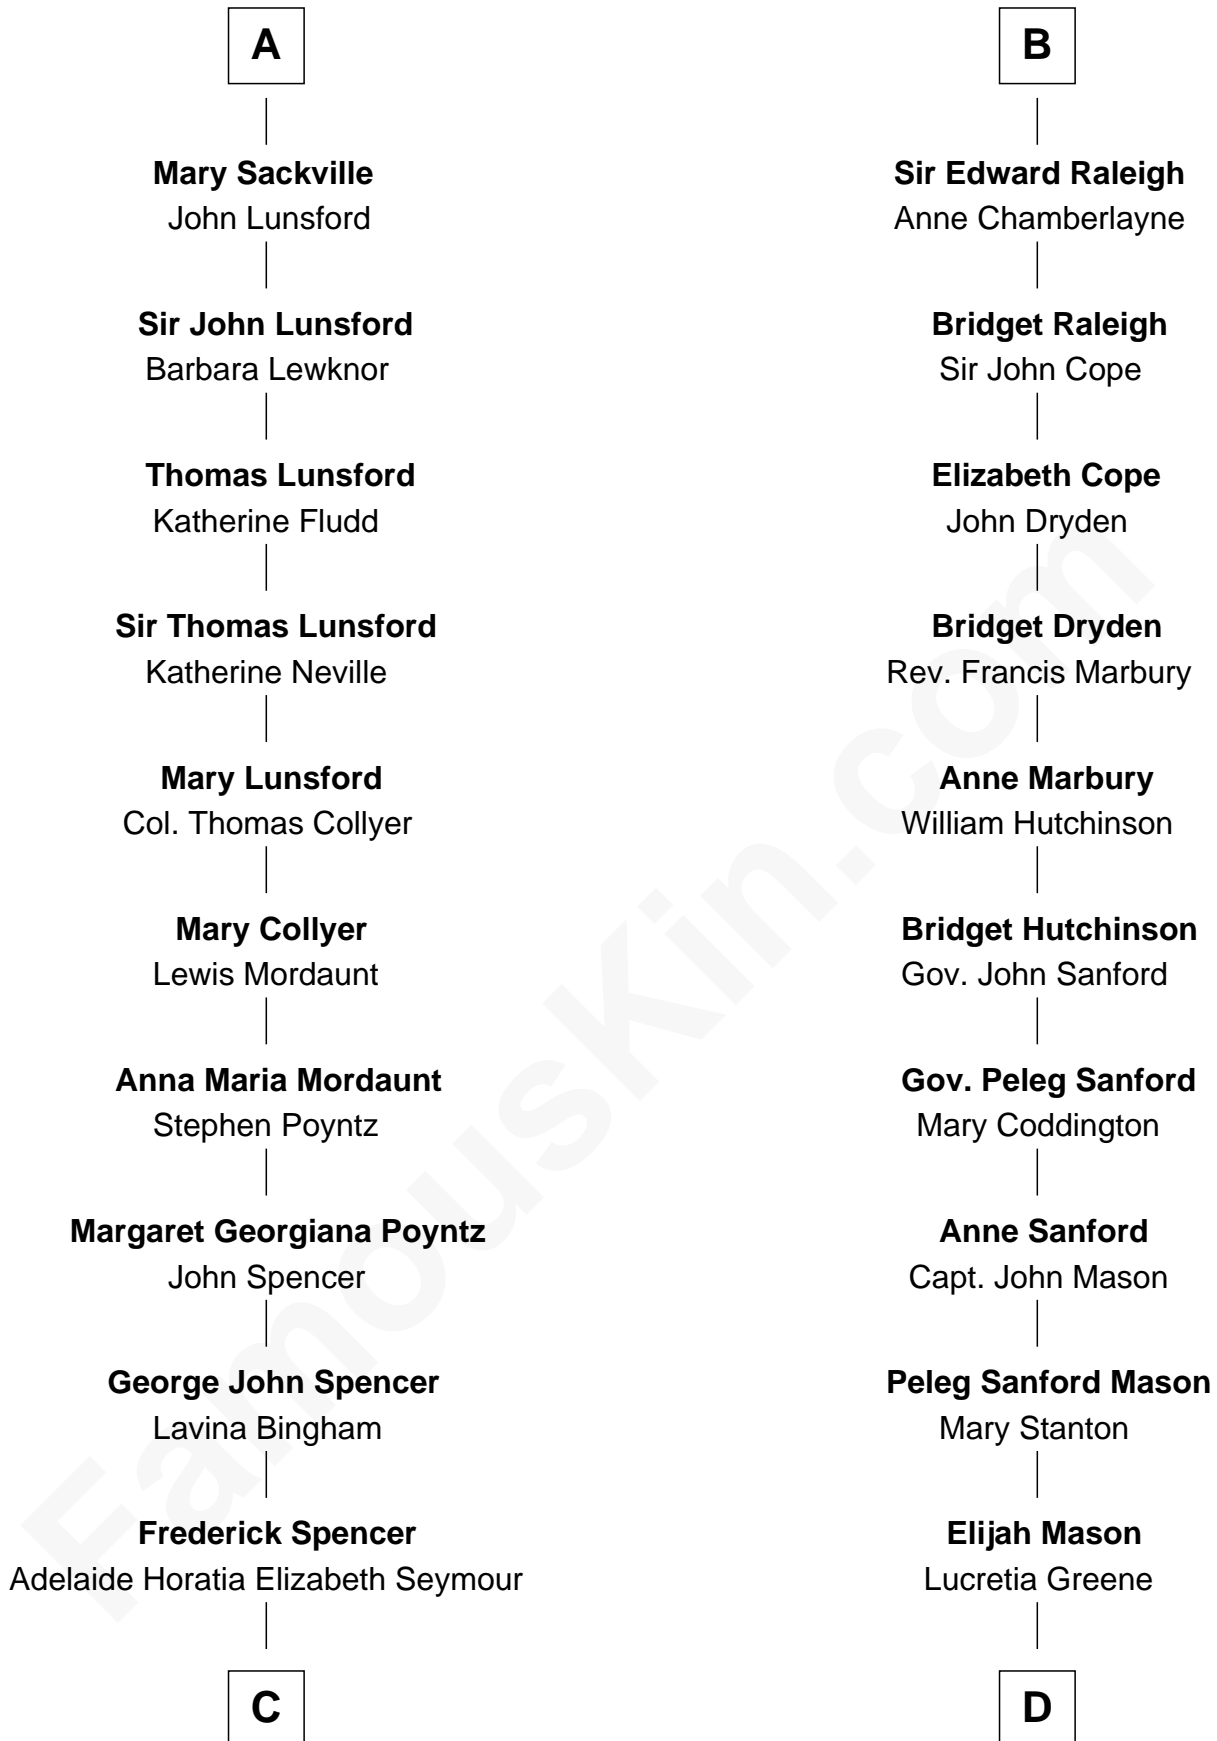 A
Mary Sackville
John Lunsford
Sir John Lunsford
Barbara Lewknor
Thomas Lunsford
Katherine Fludd
Sir Thomas Lunsford
Katherine Neville
Mary Lunsford
Col. Thomas Collyer
Mary Collyer
Lewis Mordaunt
Anna Maria Mordaunt
Stephen Poyntz
Margaret Georgiana Poyntz
John Spencer
George John Spencer
Lavina Bingham
Frederick Spencer
Adelaide Horatia Elizabeth Seymour
C
B
Sir Edward Raleigh
Anne Chamberlayne
Bridget Raleigh
Sir John Cope
Elizabeth Cope
John Dryden
Bridget Dryden
Rev. Francis Marbury
Anne Marbury
William Hutchinson
Bridget Hutchinson
Gov. John Sanford
Gov. Peleg Sanford
Mary Coddington
Anne Sanford
Capt. John Mason
Peleg Sanford Mason
Mary Stanton
Elijah Mason
Lucretia Greene
D
FamousKin.com